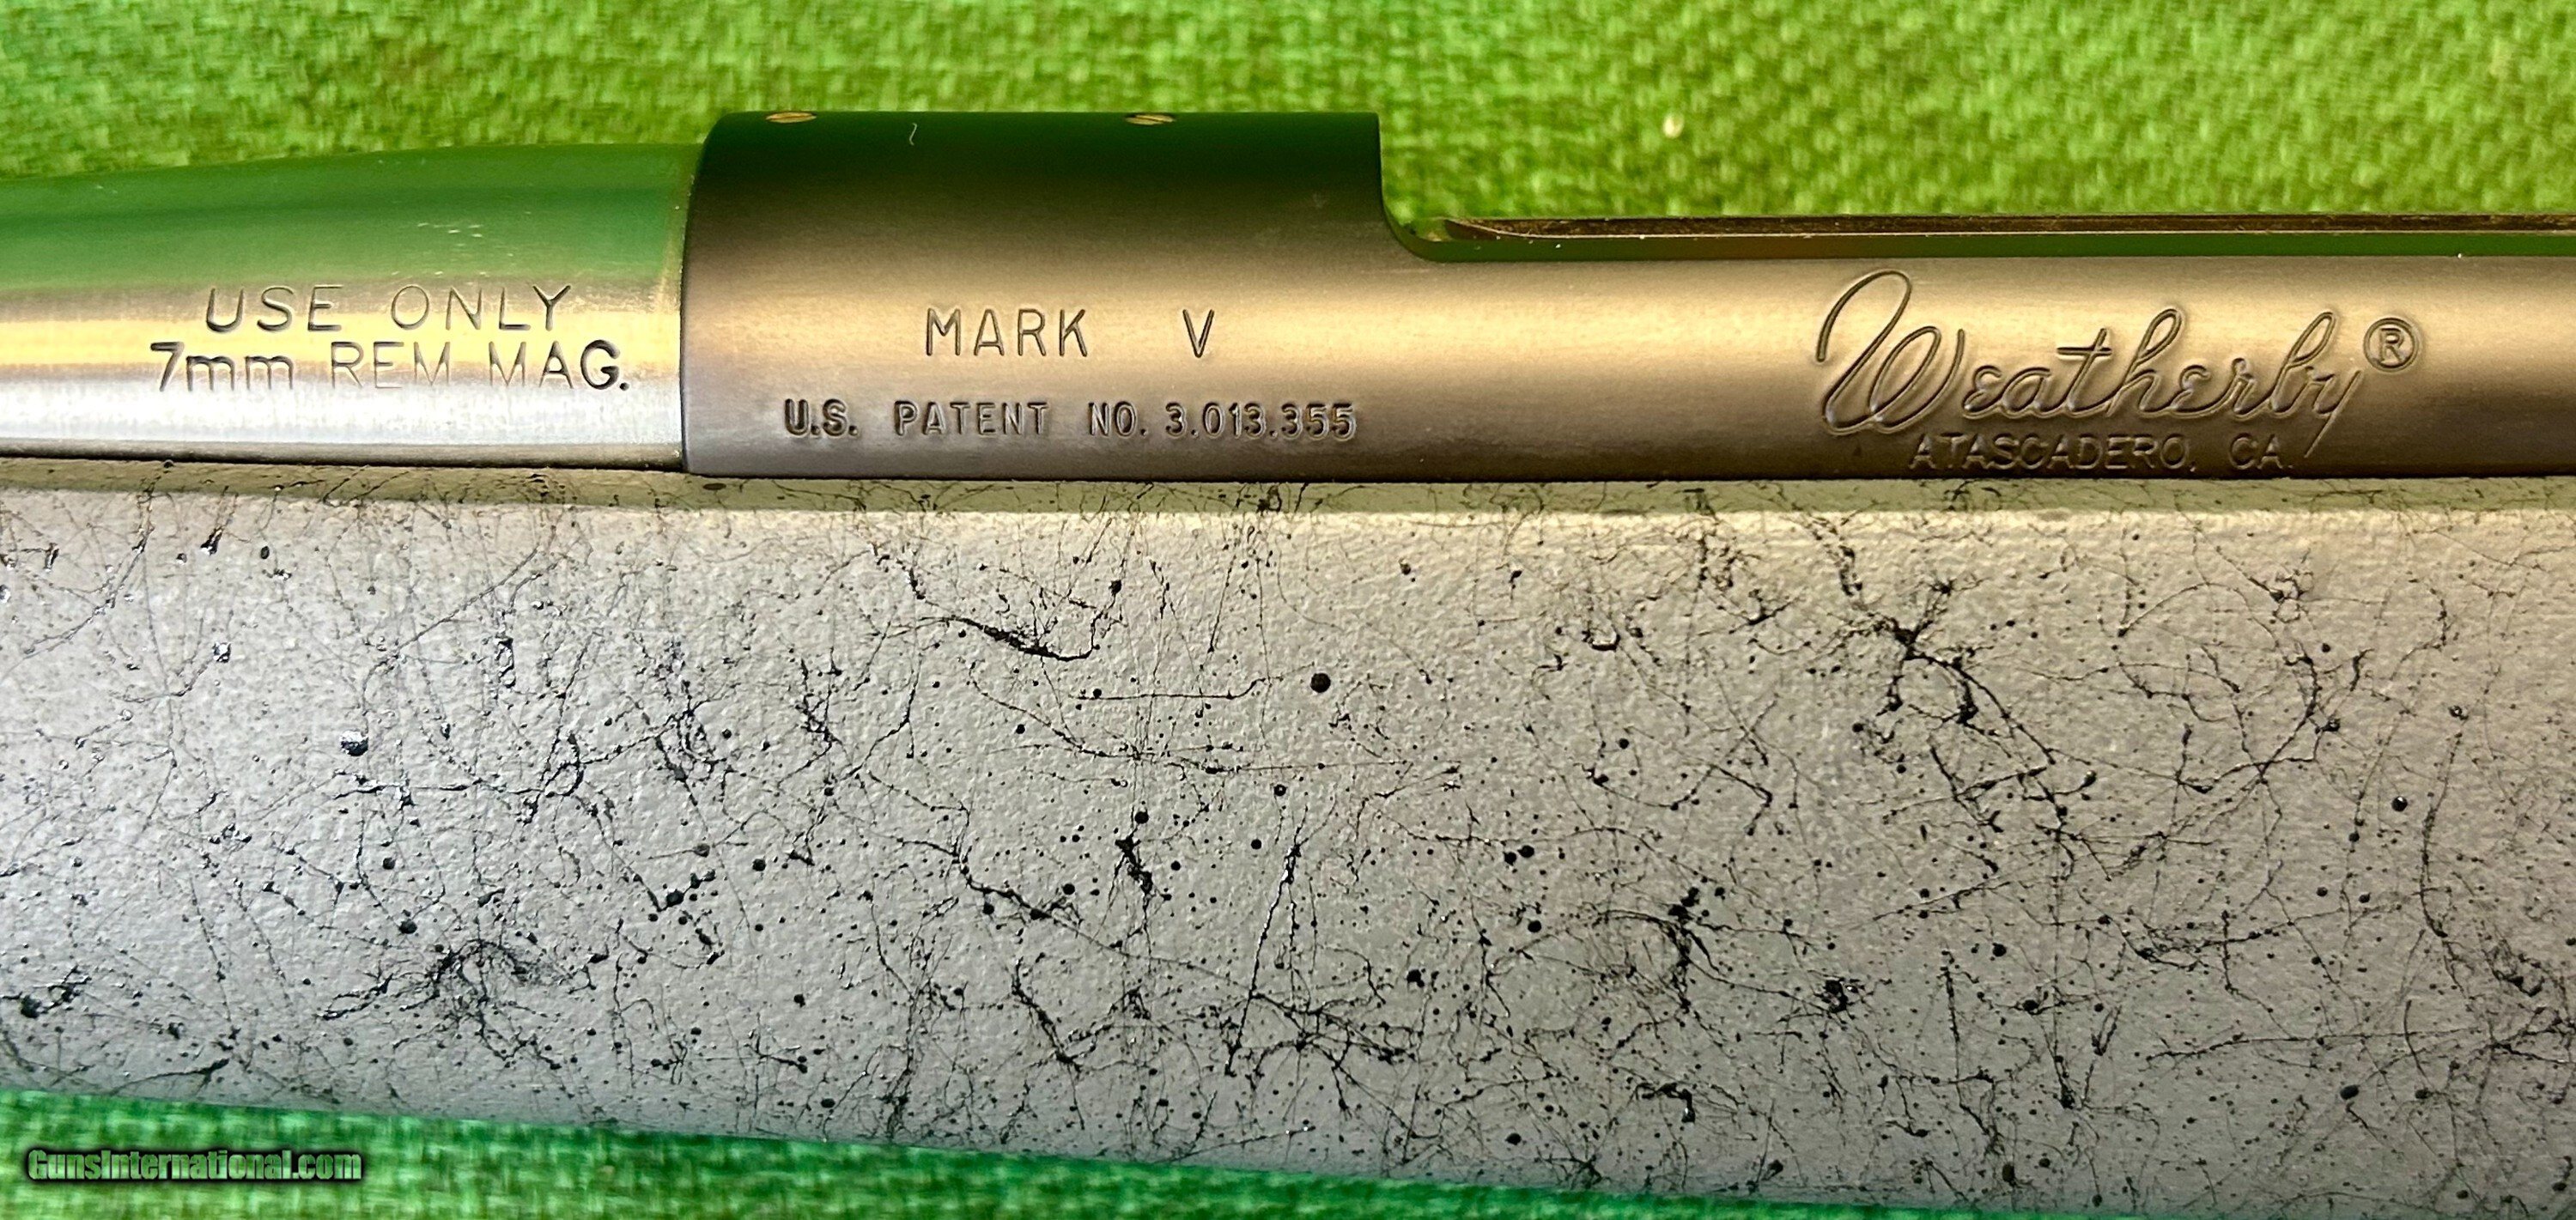 USE ONLY
7mm REM MAG.
MARK V
U.S. PATENT NO. 3.013.355
Weatherby®
ATASCADERO, CA.
GunsInternational.com